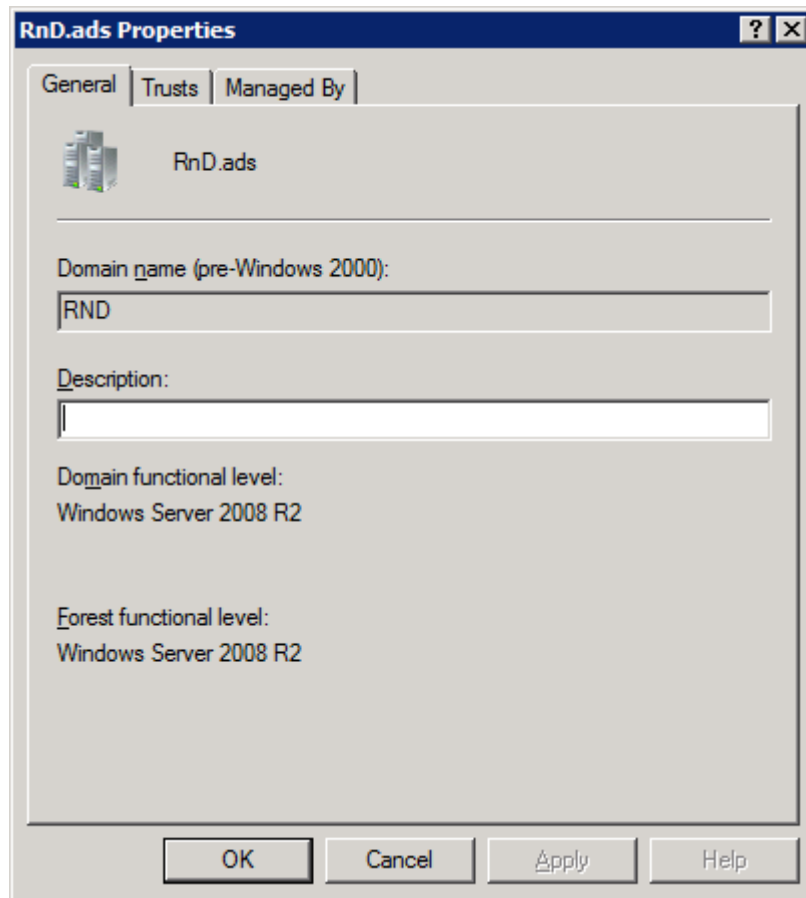 RnD.ads Properties
?
General Trusts Managed By
RnD.ads
Domain name (pre-Windows 2000):
RND
Description:
Domain functional level:
Windows Server 2008 R2
Forest functional level:
Windows Server 2008 R2
OK Cancel Apply Help